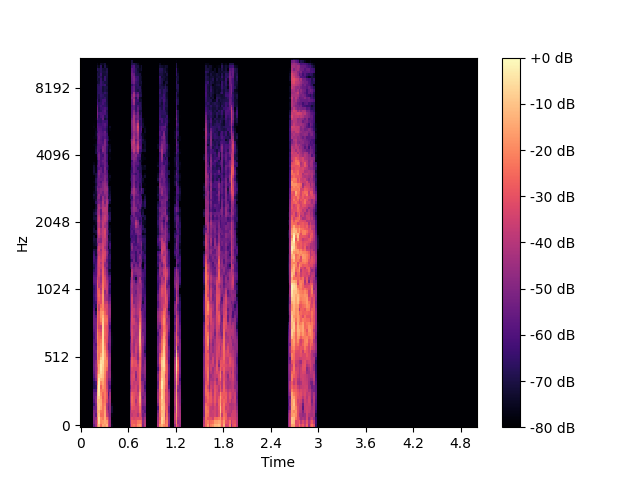 +0 dB
8192
-10 dB
4096
-20 dB
-30 dB
2048
Hz
-40 dB
1024
-50 dB
512
-60 dB
-70 dB
0
-80 dB
0 0.6 1.2 1.8 2.4 3 3.6 4.2 4.8
Time